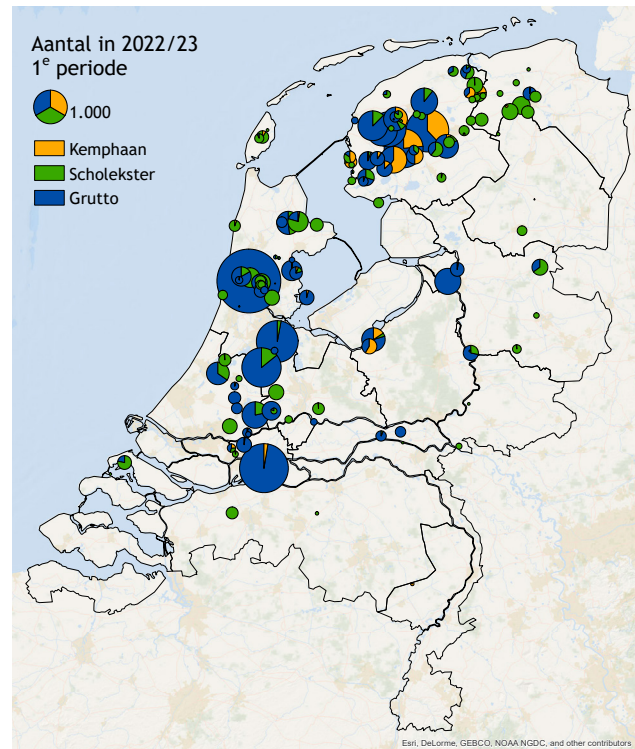 Aantal in 2022/23
1e periode
1.000
Kemphaan
Scholekster
Grutto
Esri, DeLorme, GEBCO, NOAA NGDC, and other contributors